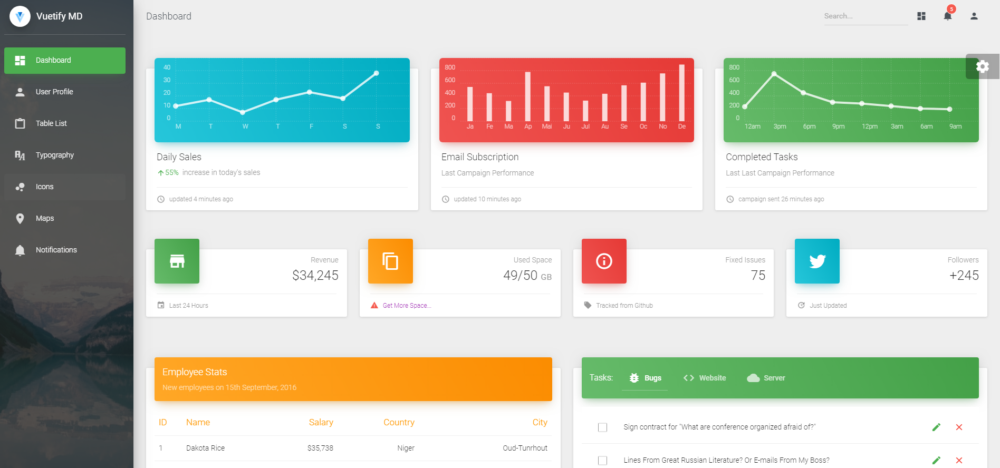 Vuetify MD
Dashboard
User Profile
Table List
Typography
Icons
Maps
Notifications
Dashboard
Search...
5
40
30
20
10
0
M T W T F S S
Daily Sales
55% increase in today's sales
updated 4 minutes ago
800
600
400
200
0
Ja Fe Ma Ap Mai Ju Jul Au Se Oc No De
Email Subscription
Last Campaign Performance
updated 10 minutes ago
800
600
400
200
0
12am 3pm 6pm 9pm 12pm 3am 6am 9am
Completed Tasks
Last Last Campaign Performance
campaign sent 26 minutes ago
Revenue
$34,245
Last 24 Hours
Used Space
49/50 GB
Get More Space...
Fixed Issues
75
Tracked from Github
Followers
+245
Just Updated
Employee Stats
New employees on 15th September, 2016
ID Name Salary Country City
1 Dakota Rice $35,738 Niger Oud-Tunrhout
Tasks: Bugs Website Server
Sign contract for "What are conference organized afraid of?"
Lines From Great Russian Literature? Or E-mails From My Boss?